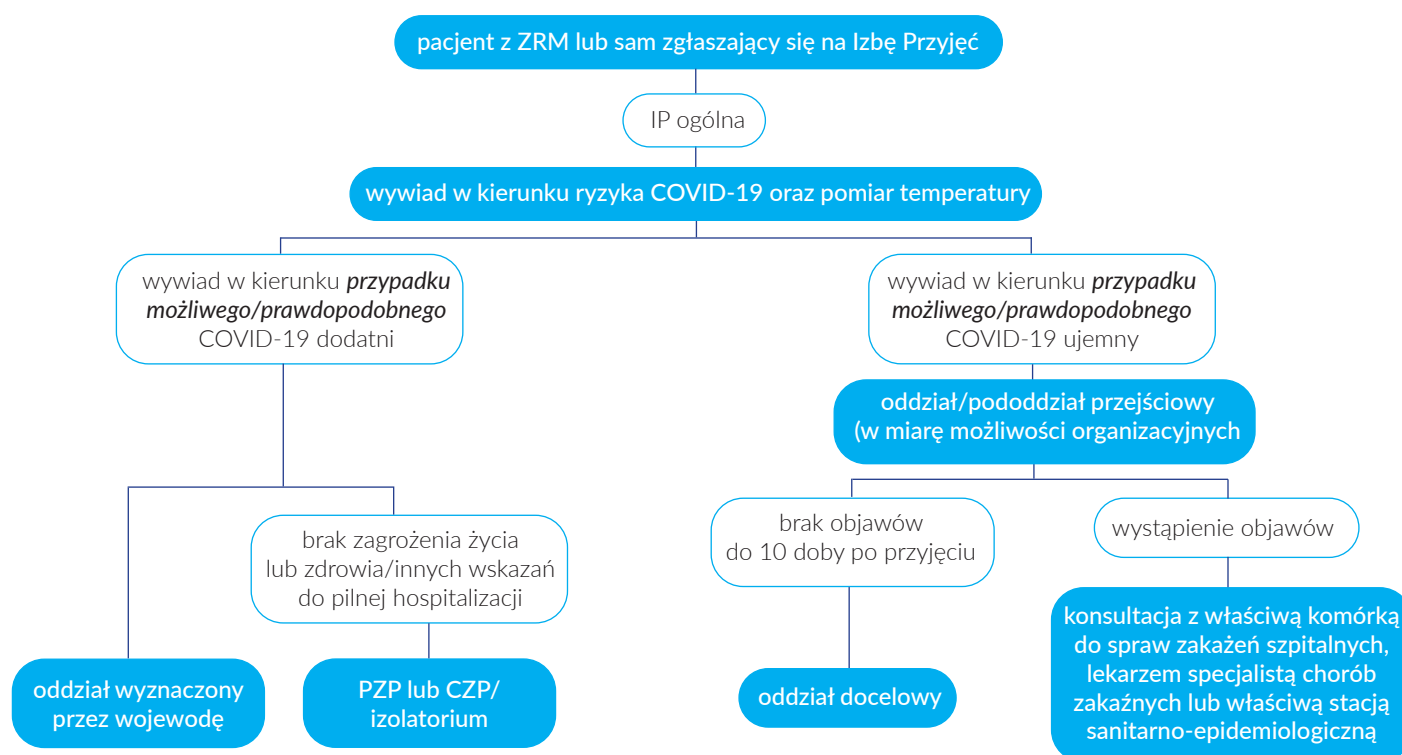 pacjent z ZRM lub sam zgłaszający się na Izbę Przyjęć
IP ogólna
wywiad w kierunku ryzyka COVID-19 oraz pomiar temperatury
wywiad w kierunku przypadku
możliwego/prawdopodobnego
COVID-19 dodatni
wywiad w kierunku przypadku
możliwego/prawdopodobnego
COVID-19 ujemny
oddział/pododdział przejściowy
(w miarę możliwości organizacyjnych
brak zagrożenia życia
lub zdrowia/innych wskazań
do pilnej hospitalizacji
brak objawów
do 10 doby po przyjęciu
wystąpienie objawów
oddział wyznaczony
przez wojewodę
PZP lub CZP/
izolatorium
oddział docelowy
konsultacja z właściwą komórką
do spraw zakażeń szpitalnych,
lekarzem specjalistą chorób
zakaźnych lub właściwą stacją
sanitarno-epidemiologiczną